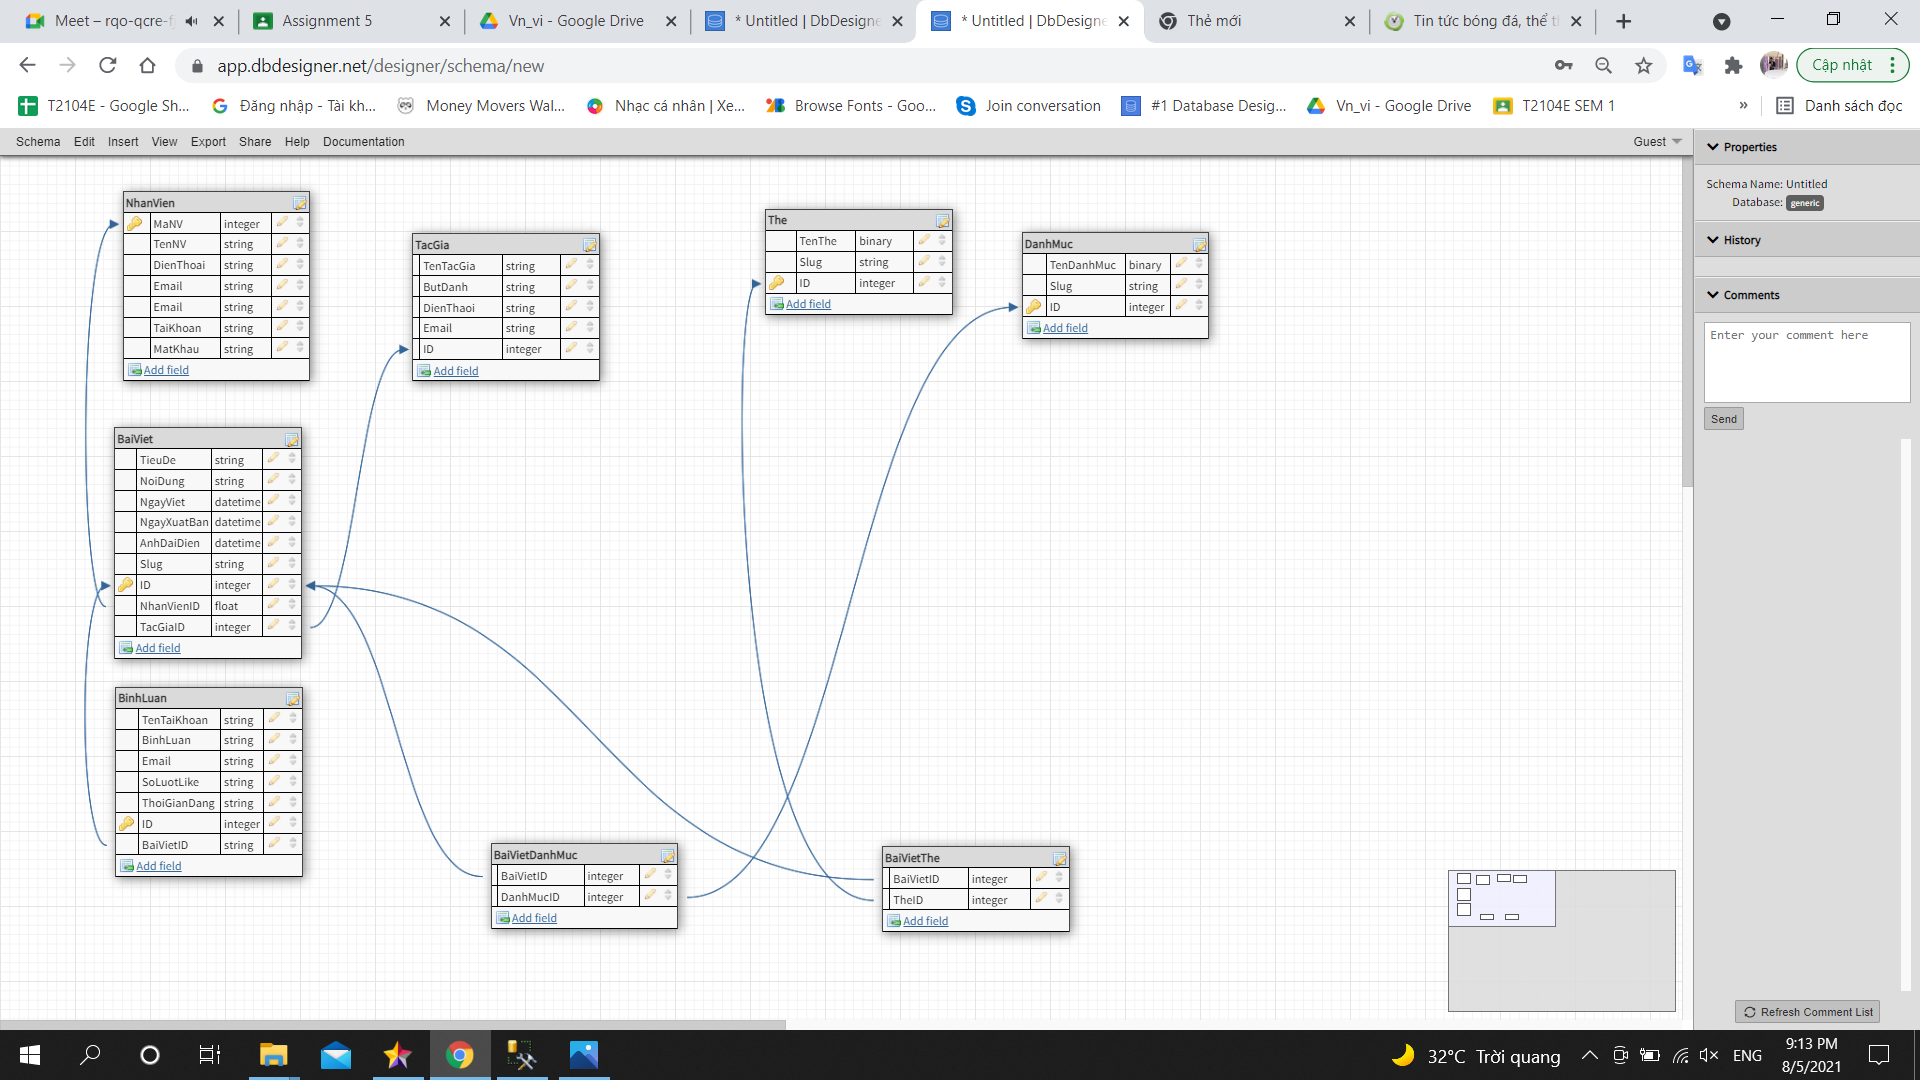 Meet – rqo-qcre-f
Assignment 5
Vn_vi - Google Drive
* Untitled | DbDesigne
* Untitled | DbDesigne
Thẻ mới
Tin tức bóng đá, thể th
app.dbdesigner.net/designer/schema/new
Cập nhật
T2104E - Google Sh...
Đăng nhập - Tài kh...
Money Movers Wal...
Nhạc cá nhân | Xe...
Browse Fonts - Goo...
Join conversation
#1 Database Desig...
Vn_vi - Google Drive
T2104E SEM 1
»
Danh sách đọc
Schema Edit Insert View Export Share Help Documentation
Guest
NhanVien
MaNV integer
TenNV string
DienThoai string
Email string
Email string
TaiKhoan string
MatKhau string
Add field
TacGia
TenTacGia string
ButDanh string
DienThaoi string
Email string
ID integer
Add field
The
TenThe binary
Slug string
ID integer
Add field
DanhMuc
TenDanhMuc binary
Slug string
ID integer
Add field
BaiViet
TieuDe string
NoiDung string
NgayViet datetime
NgayXuatBan datetime
AnhDaiDien datetime
Slug string
ID integer
NhanVienID float
TacGiaID integer
Add field
BinhLuan
TenTaiKhoan string
BinhLuan string
Email string
SoLuotLike string
ThoiGianDang string
ID integer
BaiVietID string
Add field
BaiVietDanhMuc
BaiVietID integer
DanhMucID integer
Add field
BaiVietThe
BaiVietID integer
TheID integer
Add field
Properties
Schema Name: Untitled
Database: generic
History
Comments
Enter your comment here
Send
Refresh Comment List
32°C Trời quang
ENG
9:13 PM
8/5/2021